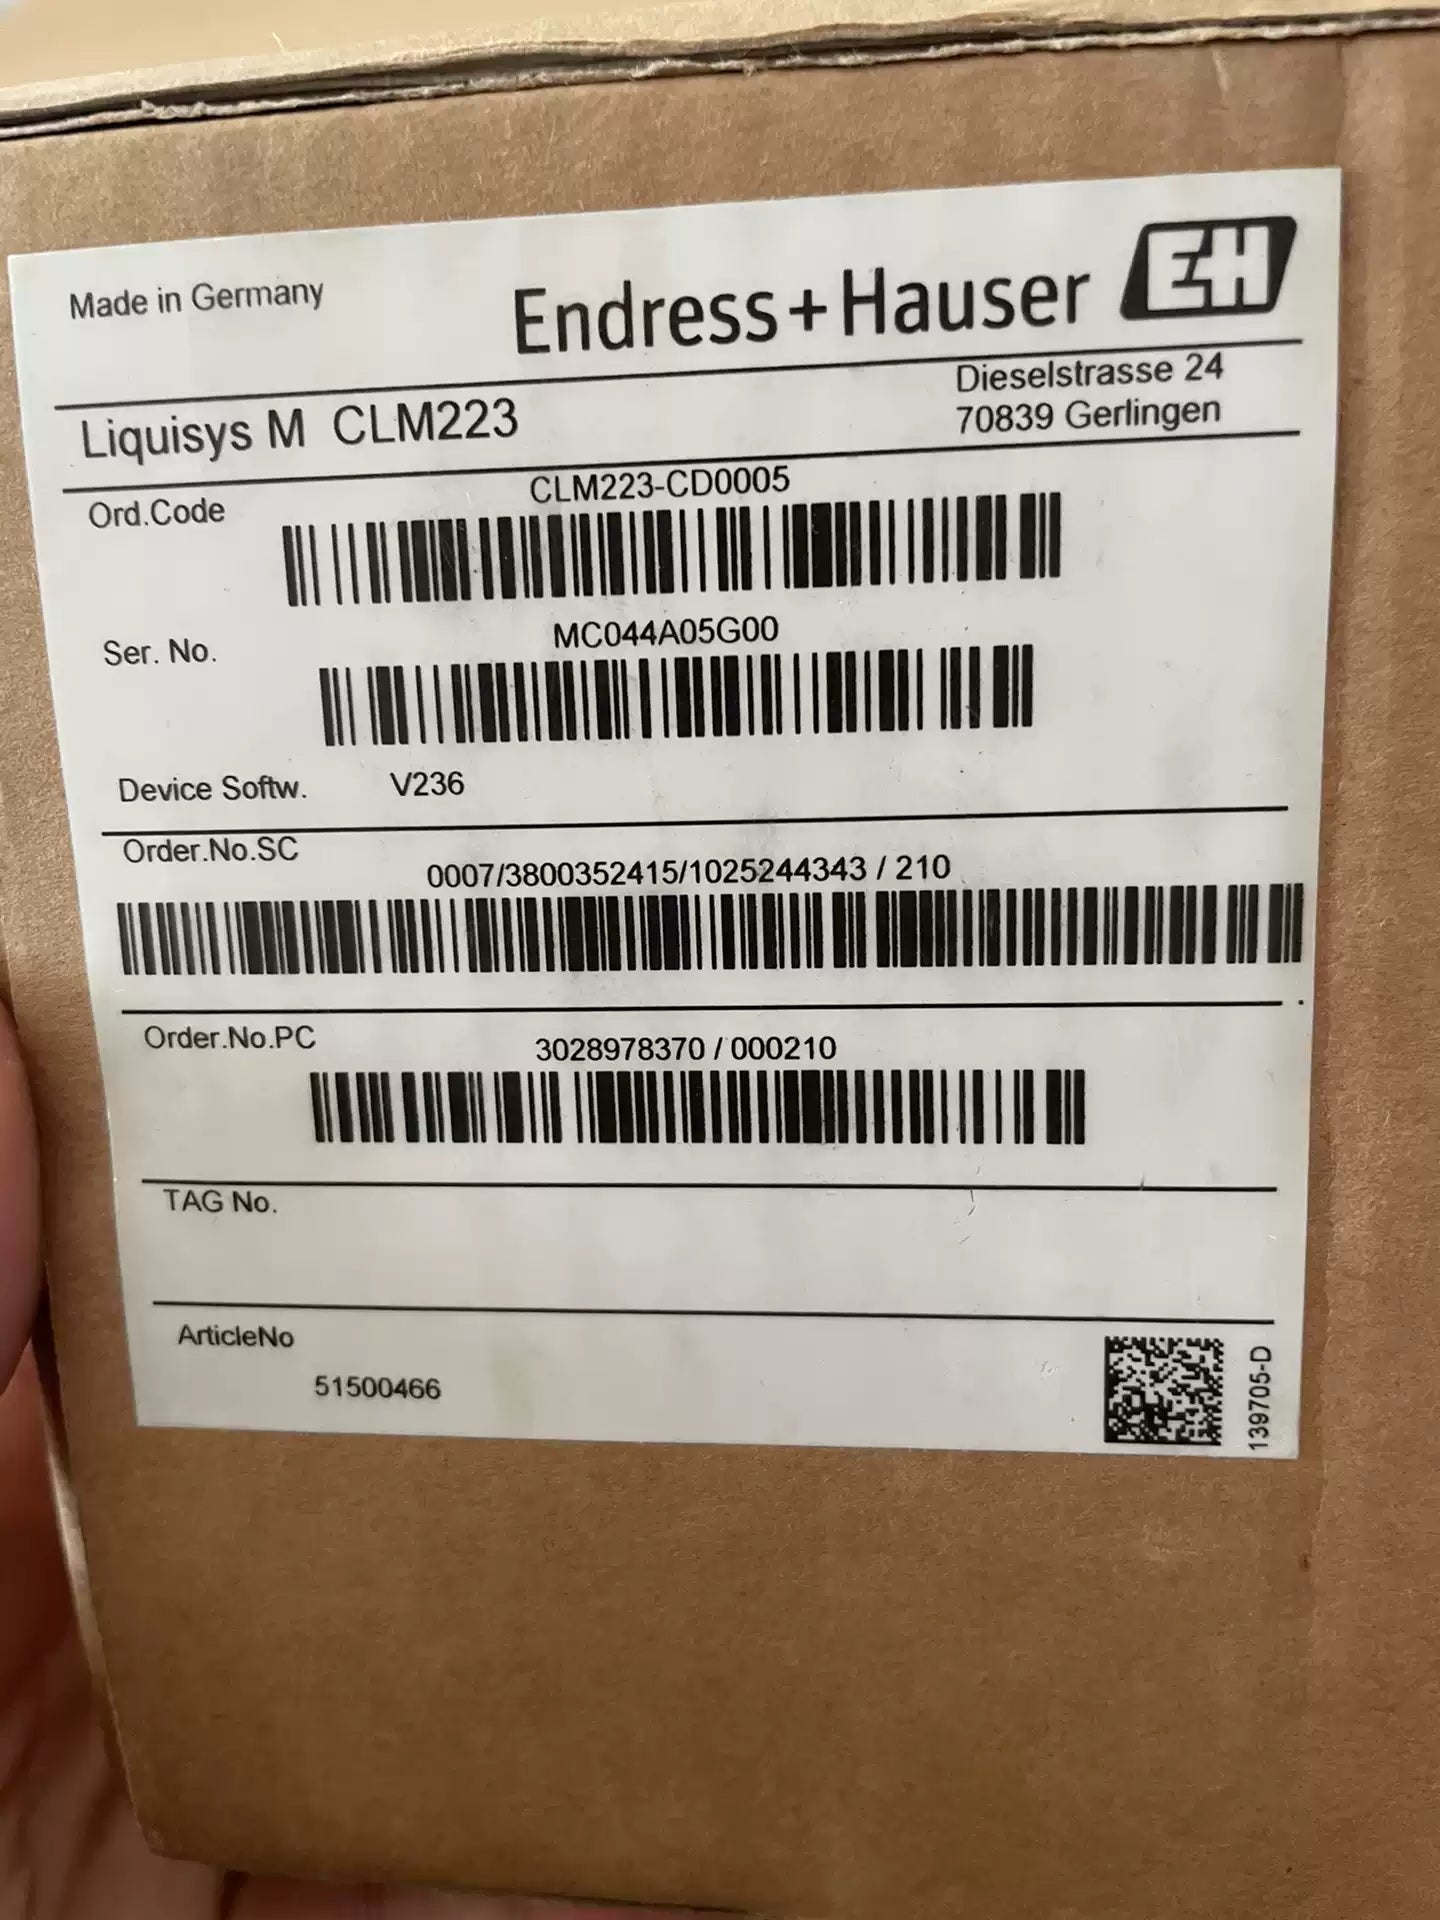 Made in Germany
Endress+Hauser EH
Liquisys M CLM223
Dieselstrasse 24
70839 Gerlingen
Ord.Code
CLM223-CD0005
Ser. No.
MC044A05G00
Device Softw. V236
Order.No.SC
0007/3800352415/1025244343 / 210
Order.No.PC
3028978370 / 000210
TAG No.
ArticleNo
51500466
139705-D